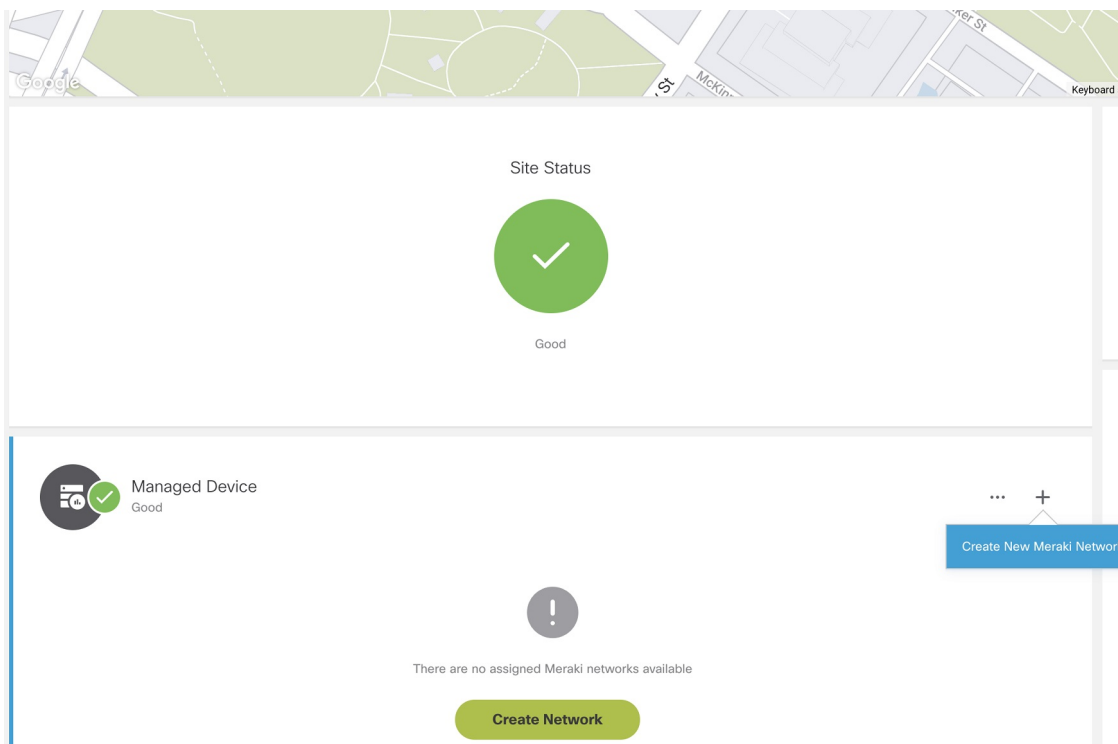 ker St
Google
St
McKinn
Keyboard
Site Status
Good
Managed Device
Good
Create New Meraki Networ
There are no assigned Meraki networks available
Create Network